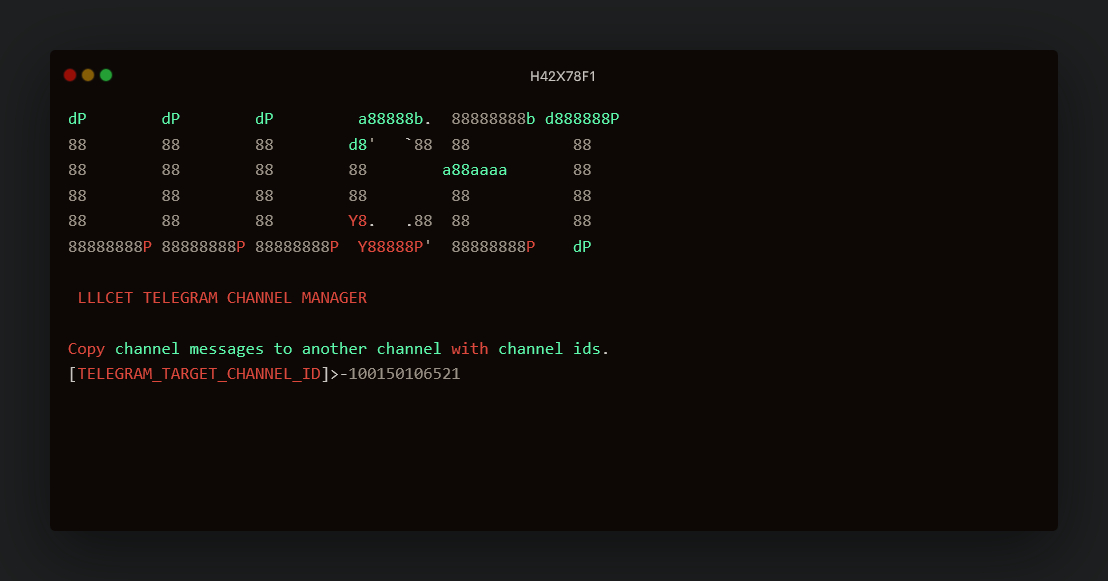 H42X78F1
dP        dP        dP         a88888b.  88888888b d888888P
88        88        88        d8'   `88  88           88
88        88        88        88        a88aaaa       88
88        88        88        88         88           88
88        88        88        Y8.   .88  88           88
88888888P 88888888P 88888888P  Y88888P'  88888888P    dP
LLLCET TELEGRAM CHANNEL MANAGER
Copy channel messages to another channel with channel ids.
[TELEGRAM_TARGET_CHANNEL_ID]>-100150106521